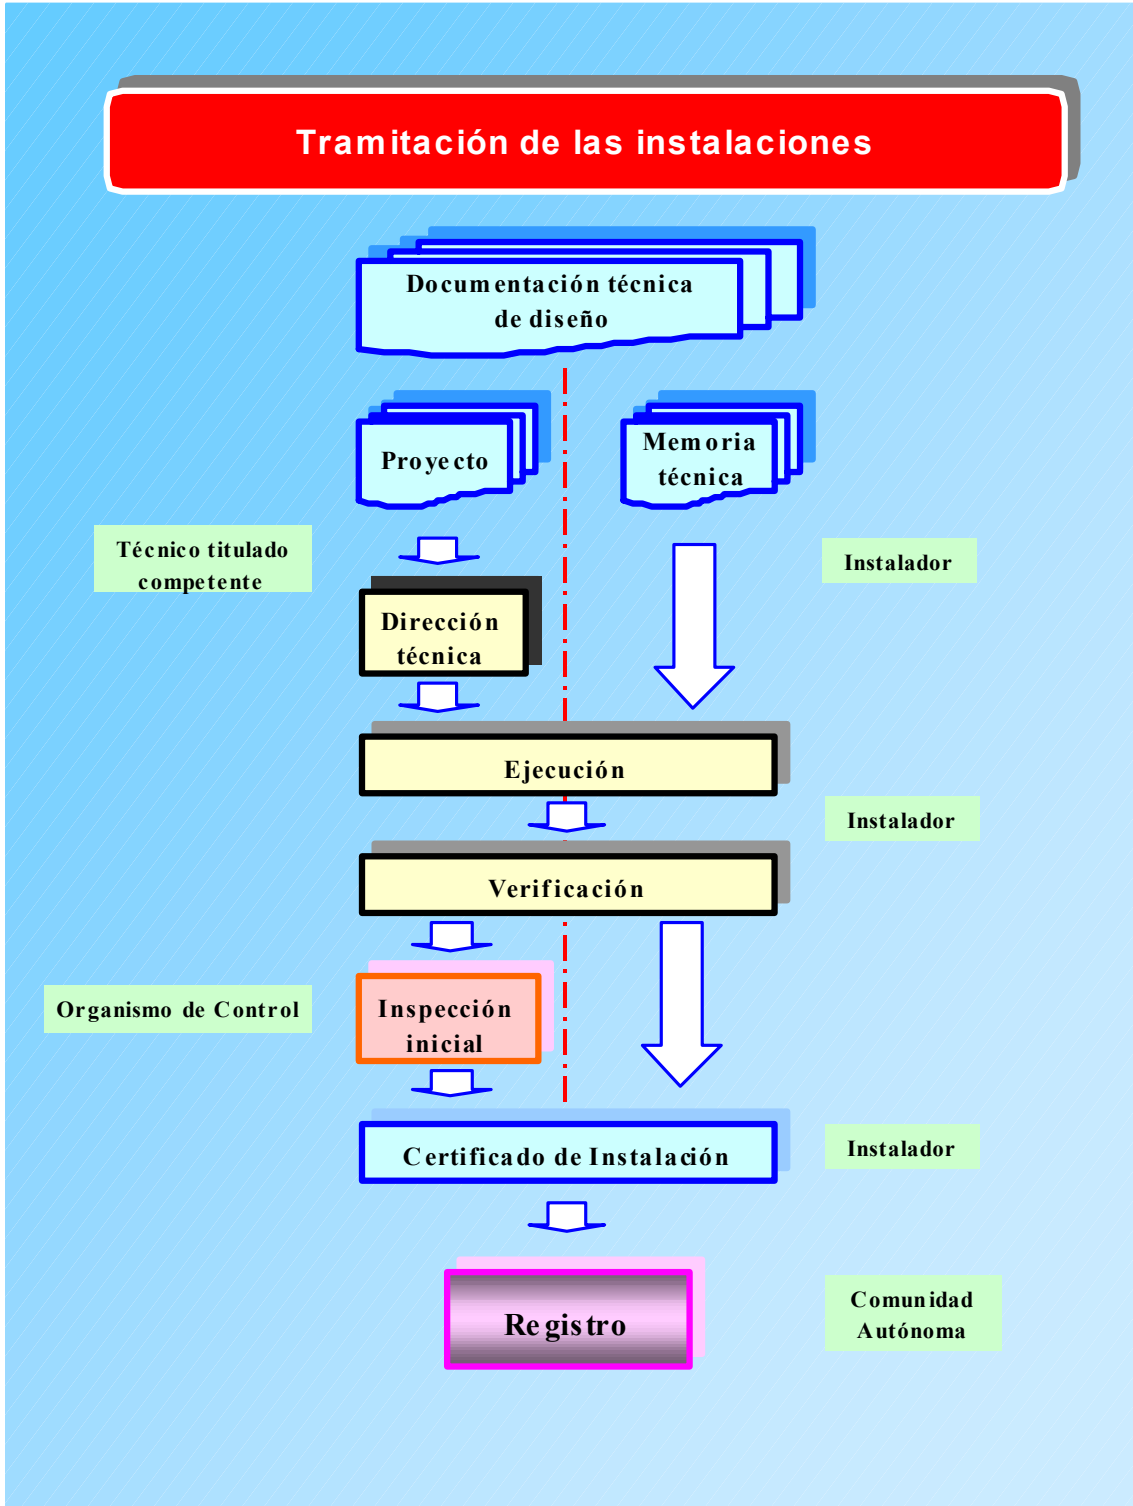 Tramitación de las instalaciones
Documentación técnica
de diseño
Proyecto
Memoria
técnica
Técnico titulado
competente
Instalador
Dirección
técnica
Ejecución
Instalador
Verificación
Organismo de Control
Inspección
inicial
Certificado de Instalación
Instalador
Registro
Comunidad
Autónoma